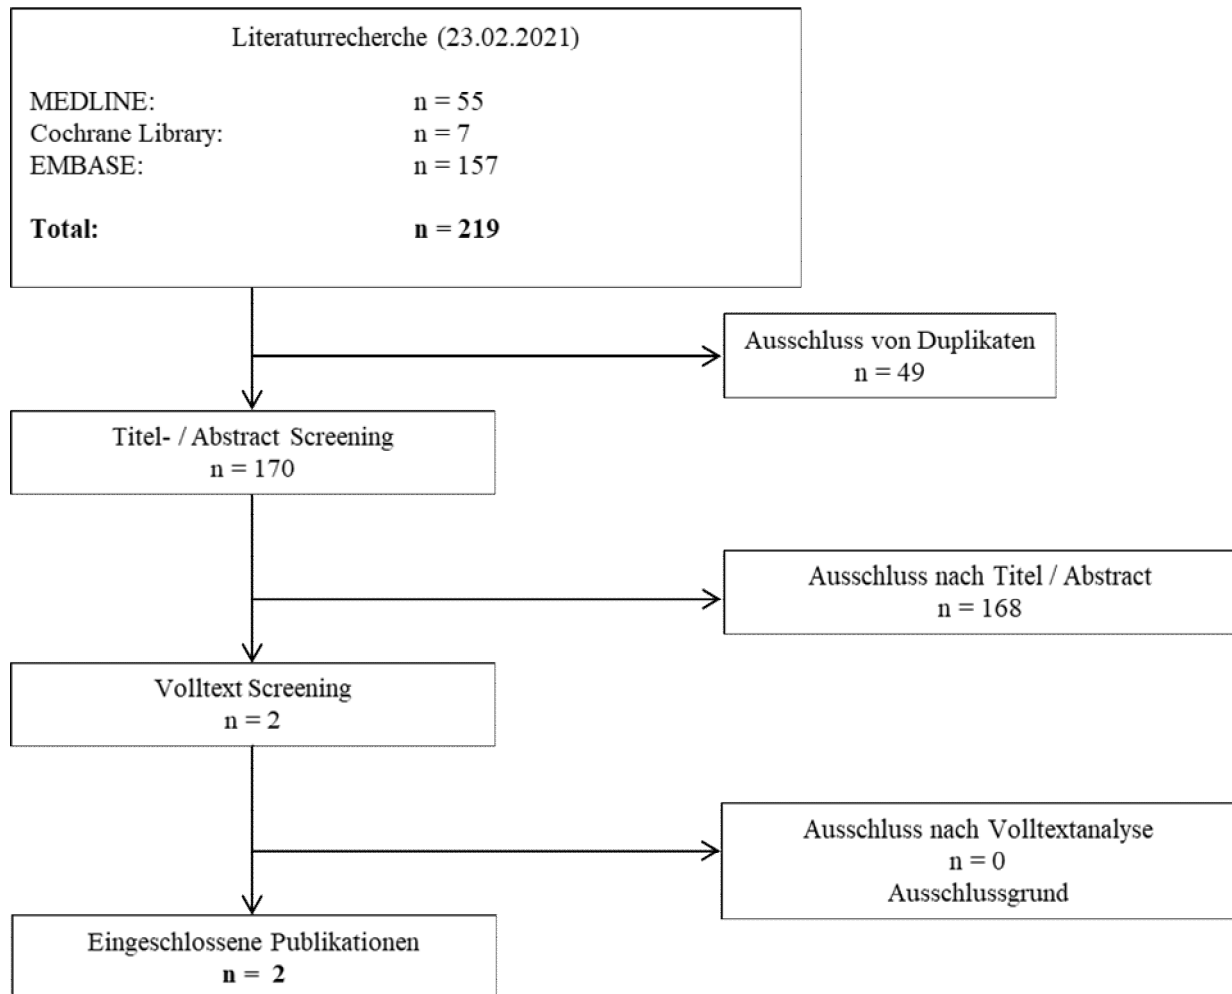 Literaturrecherche (23.02.2021)
MEDLINE: n = 55
Cochrane Library: n = 7
EMBASE: n = 157
Total: n = 219
Ausschluss von Duplikaten
n = 49
Titel- / Abstract Screening
n = 170
Ausschluss nach Titel / Abstract
n = 168
Volltext Screening
n = 2
Ausschluss nach Volltextanalyse
n = 0
Ausschlussgrund
Eingeschlossene Publikationen
n = 2